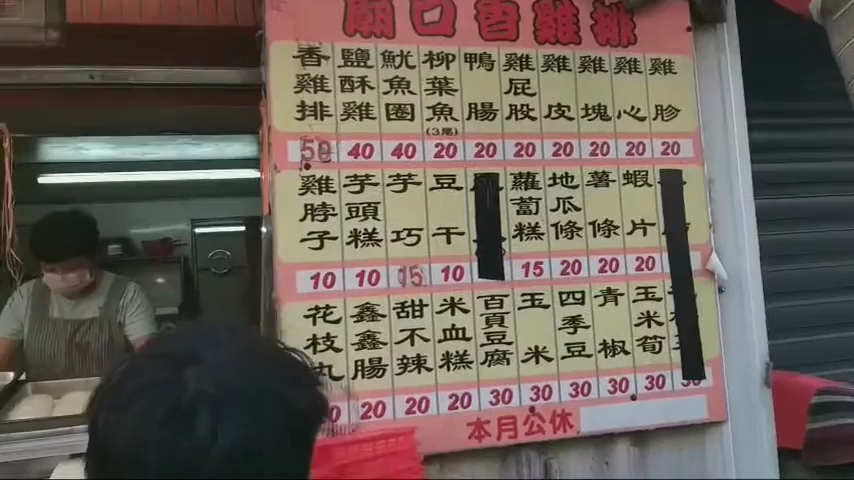 廟口香雞排
香雞排 鹽酥雞 魷魚圈 柳葉魚(3尾) 鴨腸 雞屁股 雞皮 雞塊 雞心 雞胗
50 40 40 20 20 20 20 20 20 20
雞脖子 芋頭糕 芋巧 豆干 蘿蔔糕 地瓜條 薯條 蝦片
10 10 15 10 15 20 20 20
花枝丸 鑫鑫腸 甜不辣 米血糕 百頁豆腐 玉米 四季豆 青椒 玉米筍
20 20 20 30 30 30 30 30
本月公休